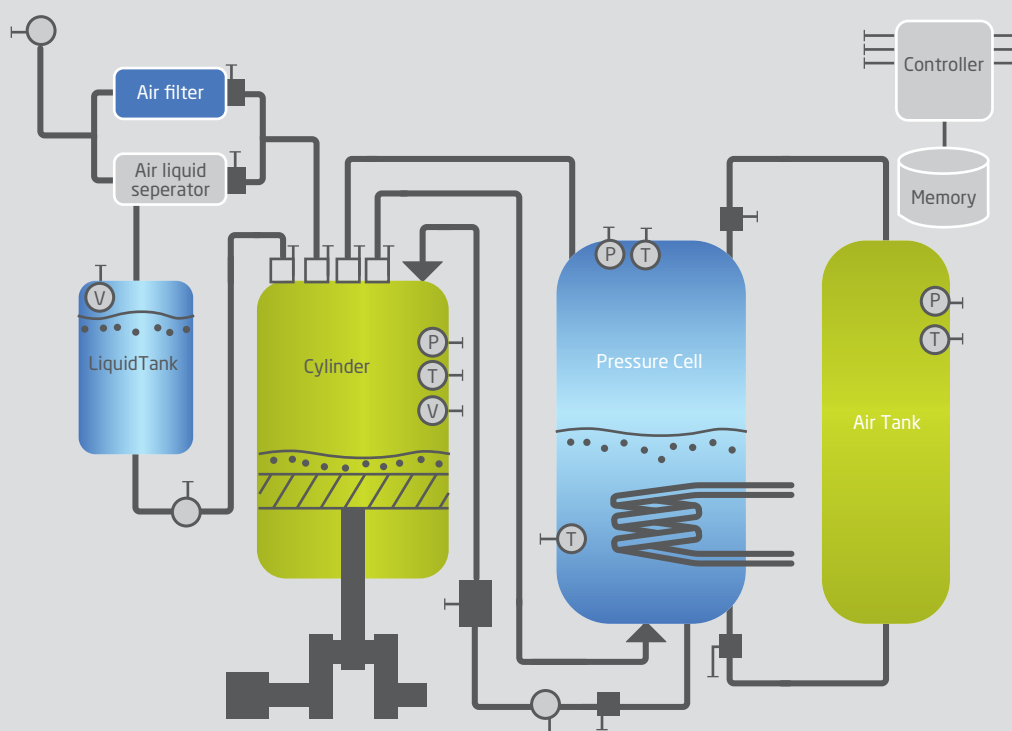 Air filter
Air liquid
seperator
Controller
Memory
P
T
V
LiquidTank
Cylinder
P
T
V
Pressure Cell
T
P
T
Air Tank